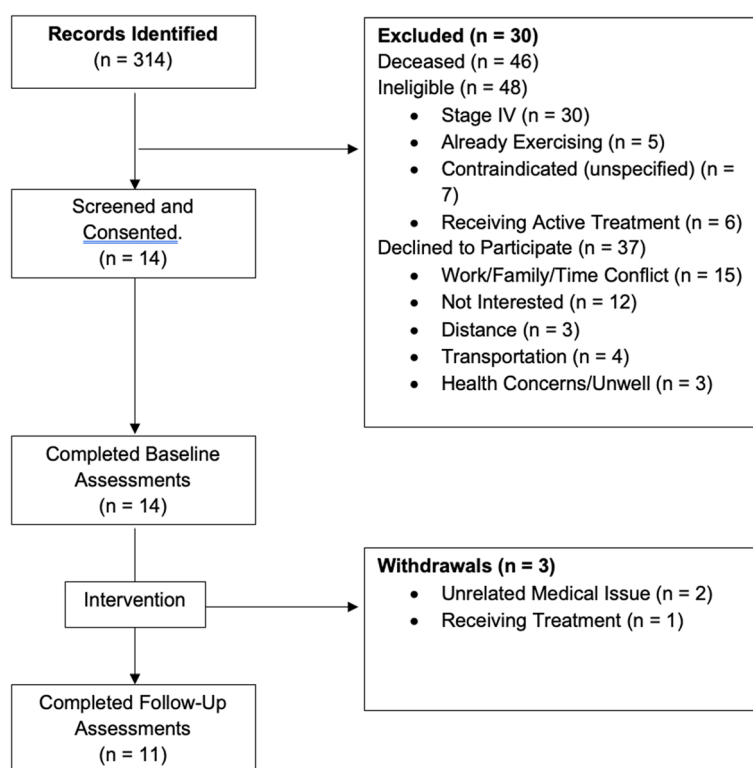 Records Identified
(n = 314)
Excluded (n = 30)
Deceased (n = 46)
Ineligible (n = 48)
• Stage IV (n = 30)
• Already Exercising (n = 5)
• Contraindicated (unspecified) (n =
7)
• Receiving Active Treatment (n = 6)
Declined to Participate (n = 37)
• Work/Family/Time Conflict (n = 15)
• Not Interested (n = 12)
• Distance (n = 3)
• Transportation (n = 4)
• Health Concerns/Unwell (n = 3)
Screened and
Consented.
(n = 14)
Completed Baseline
Assessments
(n = 14)
Intervention
Withdrawals (n = 3)
• Unrelated Medical Issue (n = 2)
• Receiving Treatment (n = 1)
Completed Follow-Up
Assessments
(n = 11)